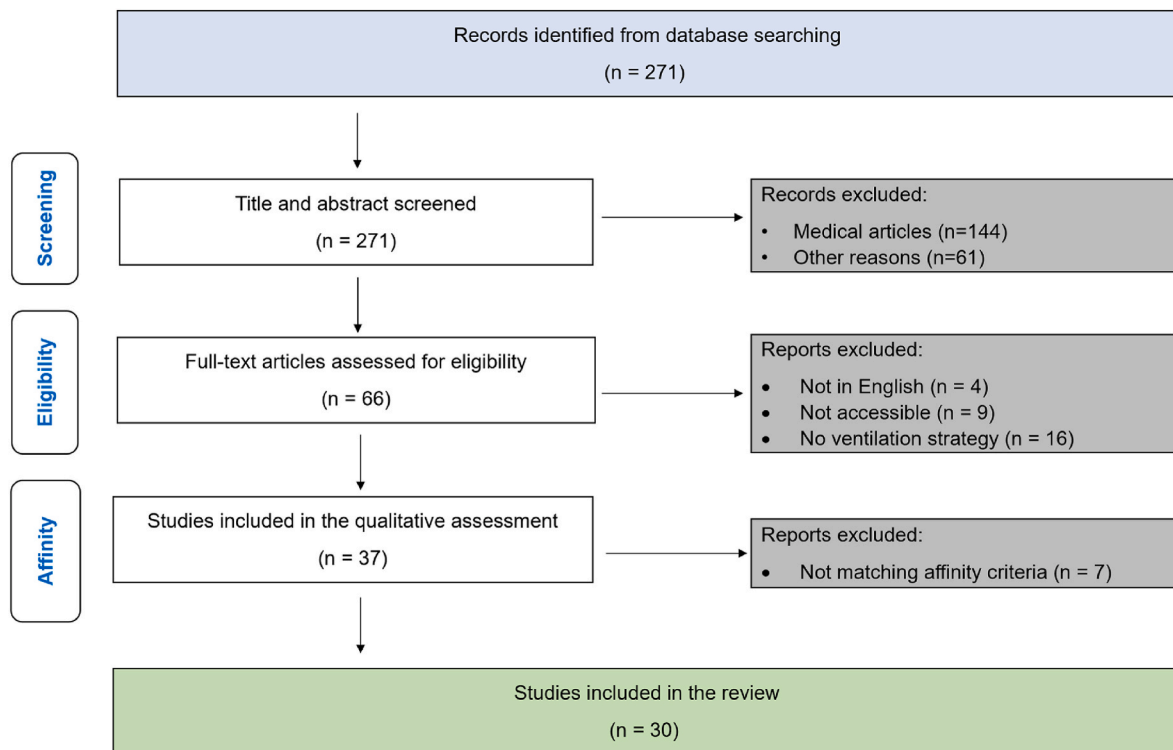 Records identified from database searching
(n = 271)
Screening
Title and abstract screened
(n = 271)
Records excluded:
• Medical articles (n=144)
• Other reasons (n=61)
Eligibility
Full-text articles assessed for eligibility
(n = 66)
Reports excluded:
• Not in English (n = 4)
• Not accessible (n = 9)
• No ventilation strategy (n = 16)
Affinity
Studies included in the qualitative assessment
(n = 37)
Reports excluded:
• Not matching affinity criteria (n = 7)
Studies included in the review
(n = 30)